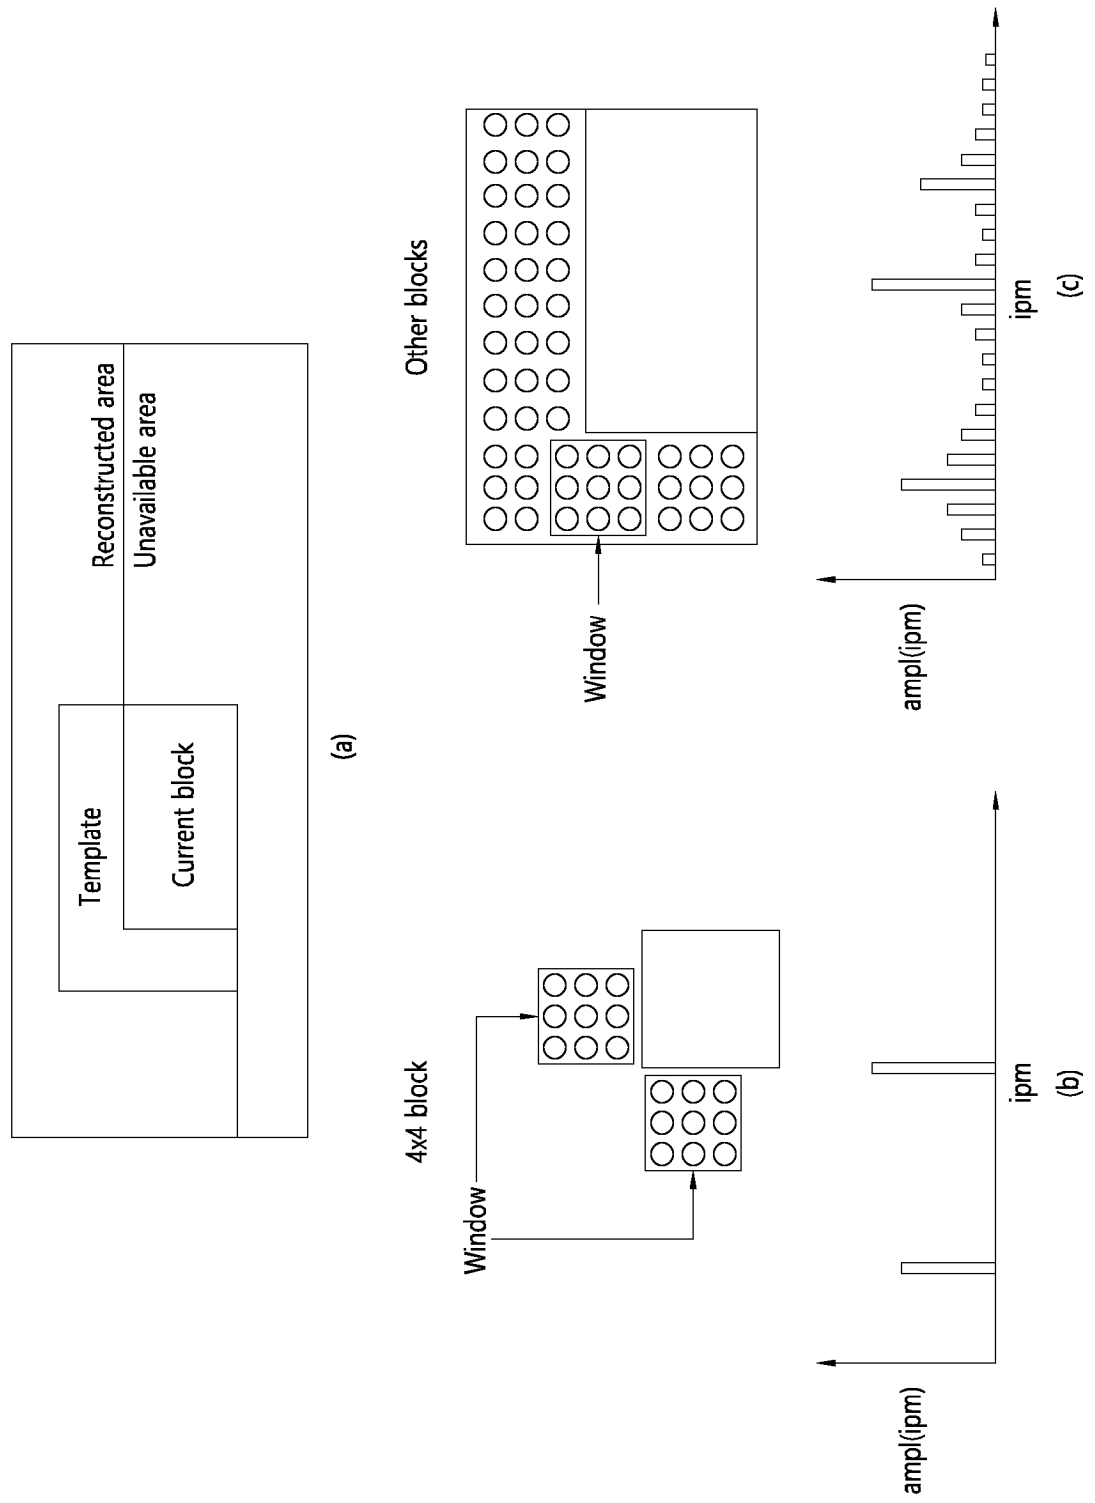 Reconstructed area
Unavailable area
Template
Current block
(a)
4x4 block
Window
ampl(ipm)
ipm
(b)
Other blocks
Window
ampl(ipm)
ipm
(c)